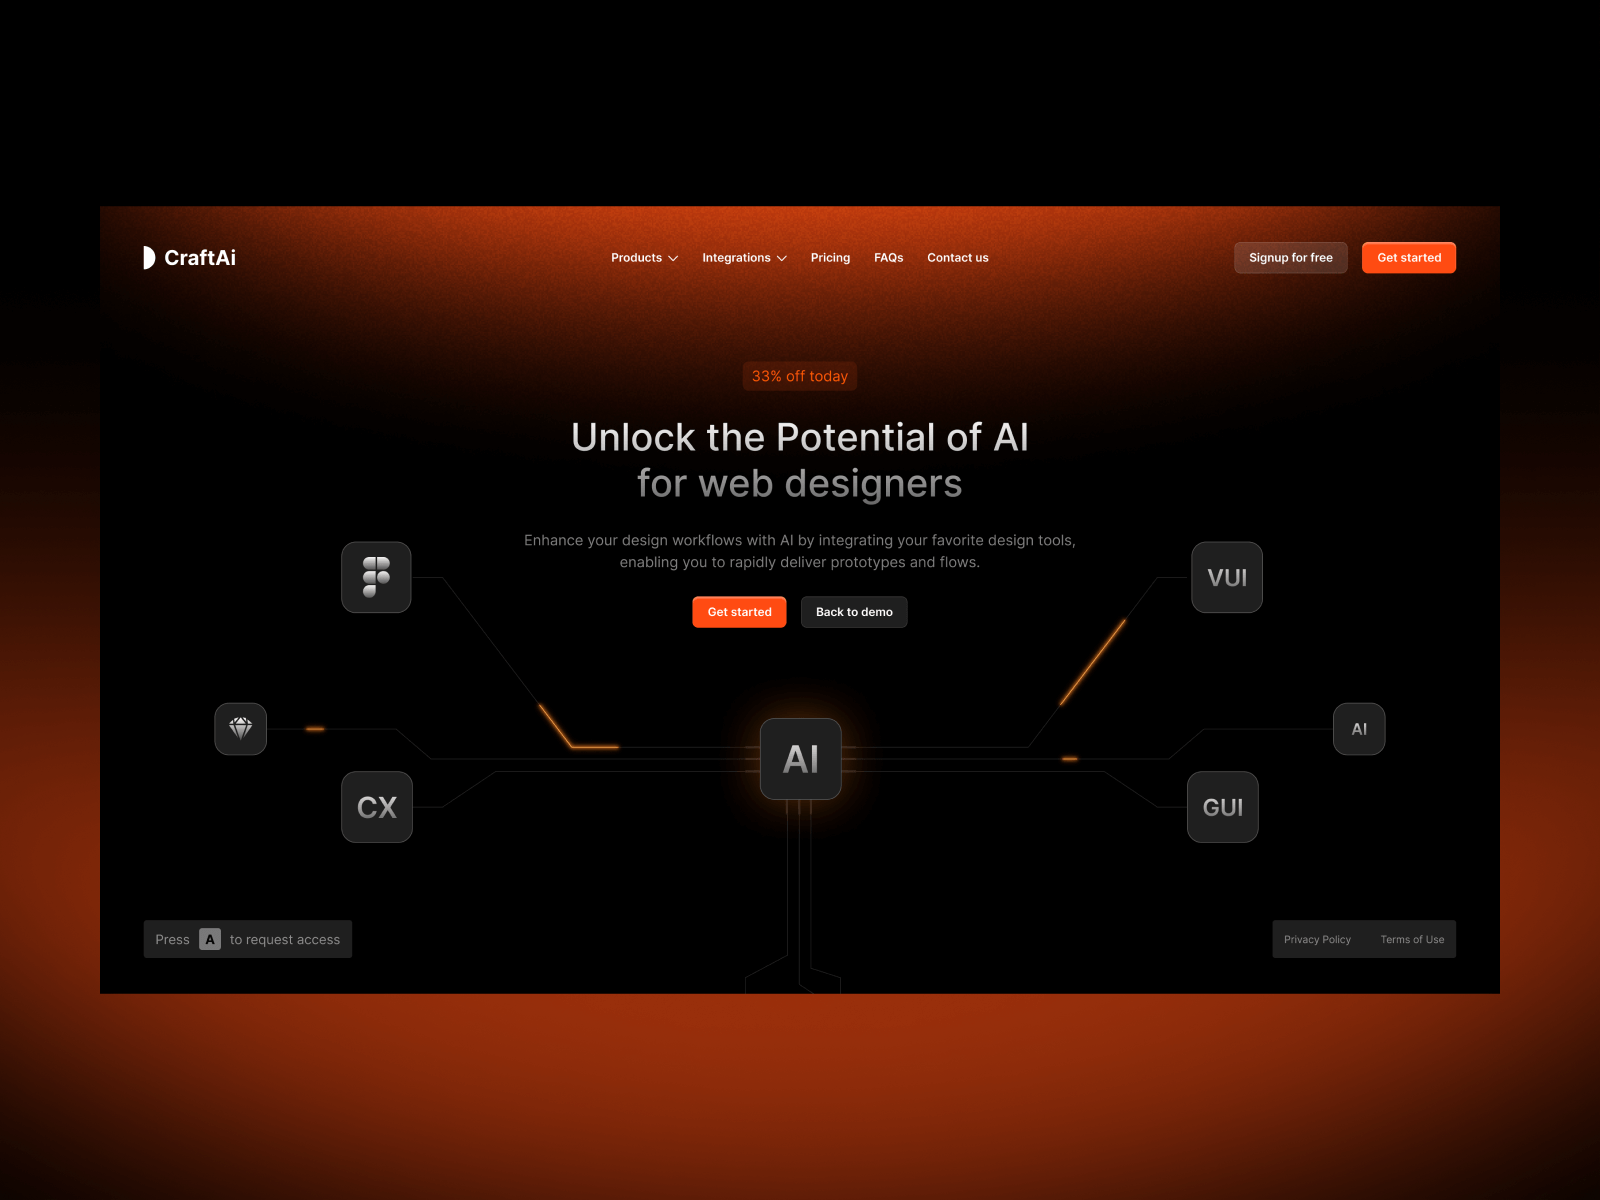 CraftAi
Products
Integrations
Pricing
FAQs
Contact us
Signup for free
Get started
33% off today
Unlock the Potential of AI
for web designers
Enhance your design workflows with AI by integrating your favorite design tools,
enabling you to rapidly deliver prototypes and flows.
Get started
Back to demo
VUI
AI
AI
CX
GUI
Press A to request access
Privacy Policy
Terms of Use